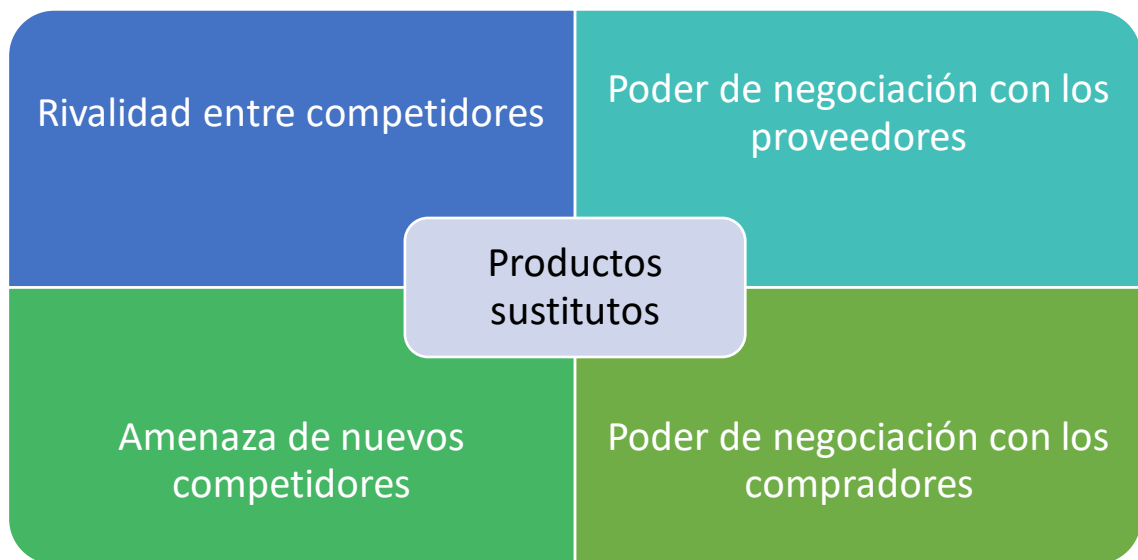 Rivalidad entre competidores
Poder de negociación con los
proveedores
Productos
sustitutos
Amenaza de nuevos
competidores
Poder de negociación con los
compradores